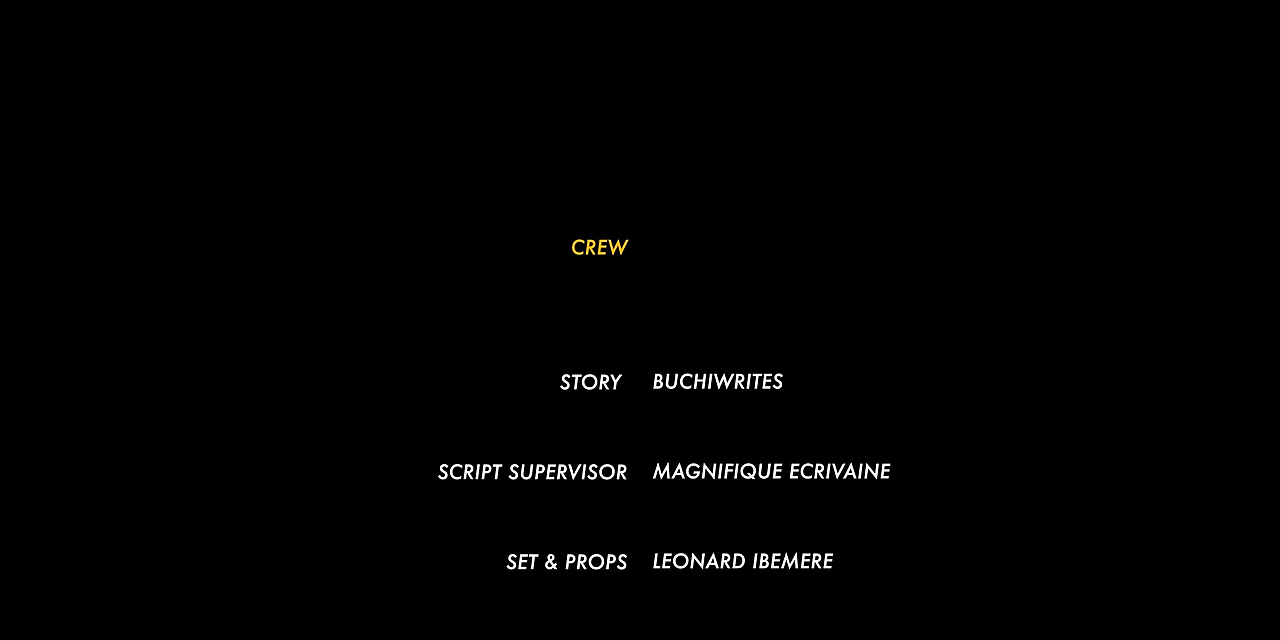 CREW
STORY BUCHIWRITES
SCRIPT SUPERVISOR MAGNIFIQUE ECRIVAINE
SET & PROPS LEONARD IBEMERE